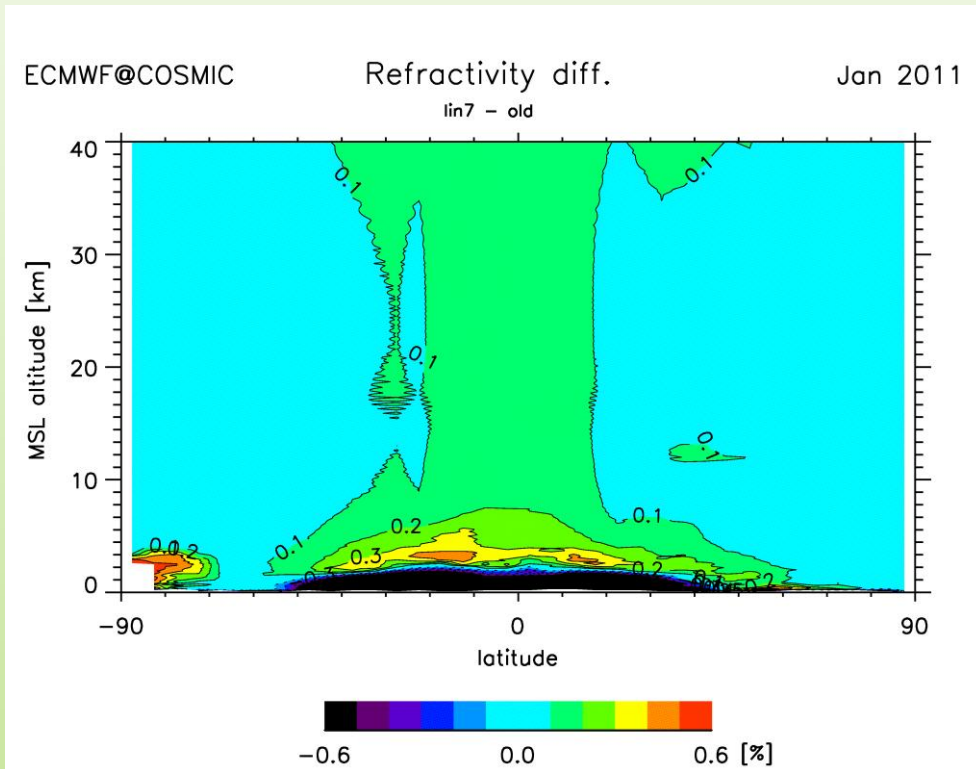 ECMWF@COSMIC Refractivity diff. Jan 2011
lin7 − old
40
30
20
10
0
MSL altitude [km]
0.1
0.1
0.1
0.1
0.1
0.1
0.2
0.3
0.2
0.2
−90 0 90
latitude
−0.6 0.0 0.6 [%]